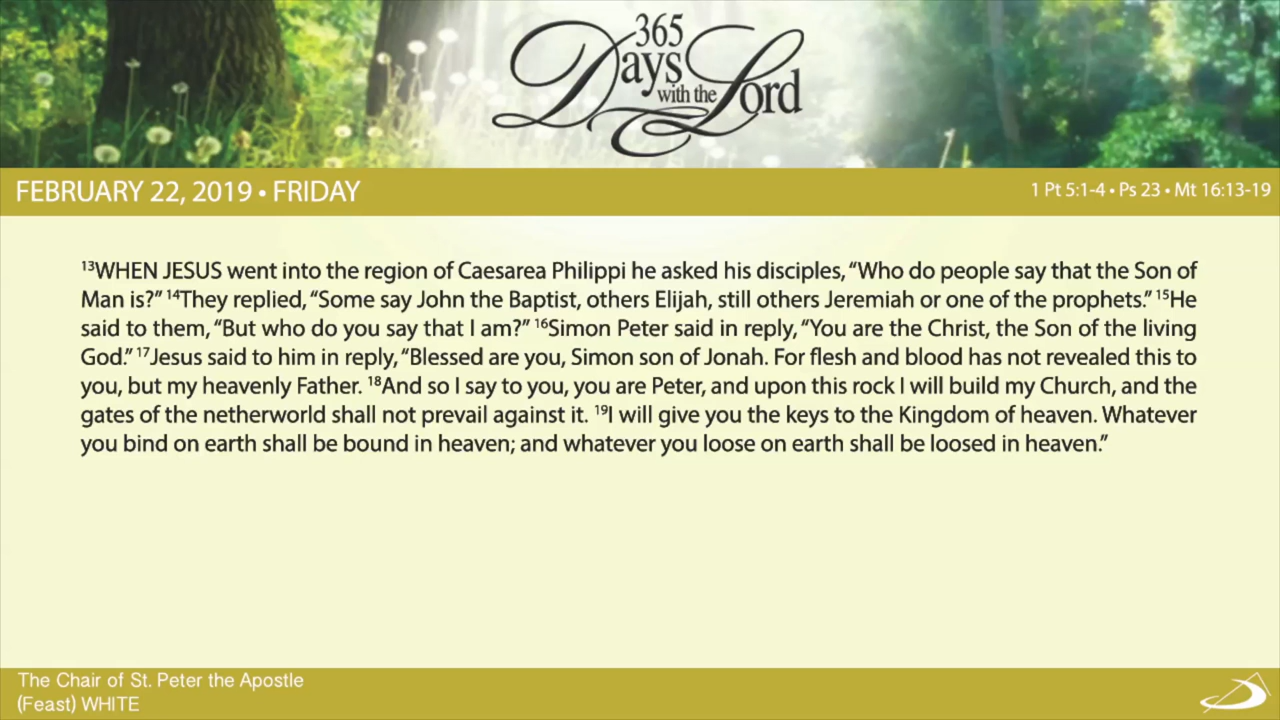 365
Days
with the
Lord
FEBRUARY 22, 2019 • FRIDAY
1 Pt 5:1-4 • Ps 23 • Mt 16:13-19
¹³WHEN JESUS went into the region of Caesarea Philippi he asked his disciples, “Who do people say that the Son of
Man is?” ¹⁴They replied, “Some say John the Baptist, others Elijah, still others Jeremiah or one of the prophets.” ¹⁵He
said to them, “But who do you say that I am?” ¹⁶Simon Peter said in reply, “You are the Christ, the Son of the living
God.” ¹⁷Jesus said to him in reply, “Blessed are you, Simon son of Jonah. For flesh and blood has not revealed this to
you, but my heavenly Father. ¹⁸And so I say to you, you are Peter, and upon this rock I will build my Church, and the
gates of the netherworld shall not prevail against it. ¹⁹I will give you the keys to the Kingdom of heaven. Whatever
you bind on earth shall be bound in heaven; and whatever you loose on earth shall be loosed in heaven.”
The Chair of St. Peter the Apostle
(Feast) WHITE